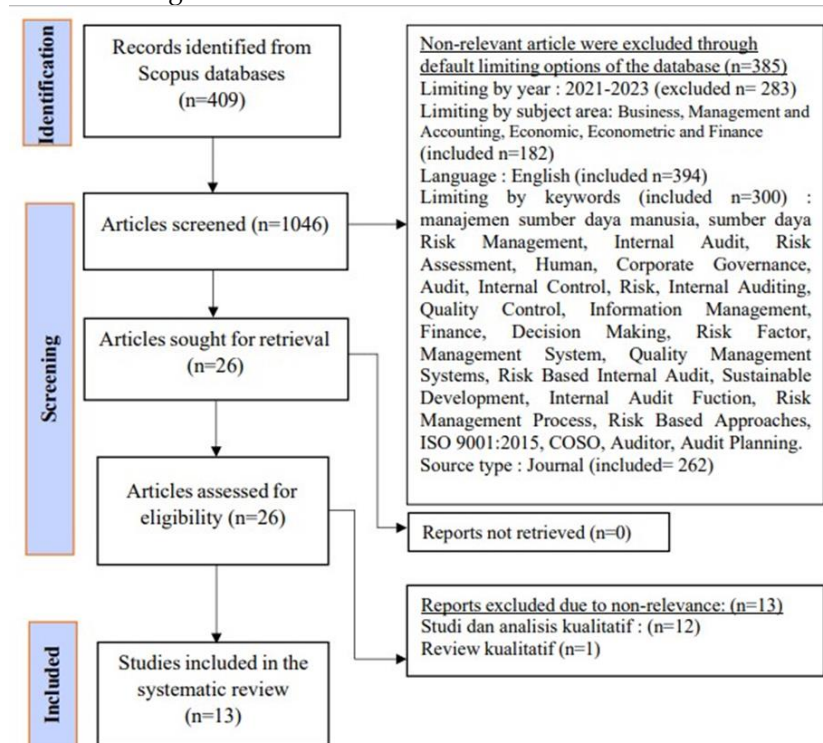 Identification
Records identified from
Scopus databases
(n=409)
Non-relevant article were excluded through
default limiting options of the database (n=385)
Limiting by year : 2021-2023 (excluded n= 283)
Limiting by subject area: Business, Management and
Accounting, Economic, Econometric and Finance
(included n=182)
Language : English (included n=394)
Limiting by keywords (included n=300) :
manajemen sumber daya manusia, sumber daya
Risk Management, Internal Audit, Risk
Assessment, Human, Corporate Governance,
Audit, Internal Control, Risk, Internal Auditing,
Quality Control, Information Management,
Finance, Decision Making, Risk Factor,
Management System, Quality Management
Systems, Risk Based Internal Audit, Sustainable
Development, Internal Audit Fuction, Risk
Management Process, Risk Based Approaches,
ISO 9001:2015, COSO, Auditor, Audit Planning.
Source type : Journal (included= 262)
Screening
Articles screened (n=1046)
Articles sought for retrieval
(n=26)
Reports not retrieved (n=0)
Articles assessed for
eligibility (n=26)
Reports excluded due to non-relevance: (n=13)
Studi dan analisis kualitatif : (n=12)
Review kualitatif (n=1)
Included
Studies included in the
systematic review
(n=13)